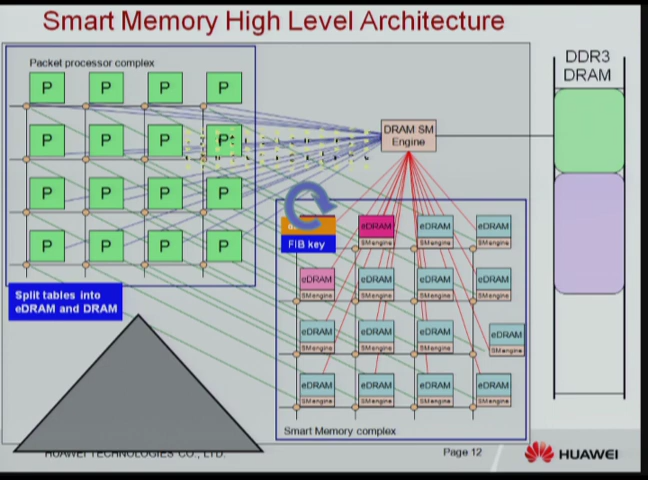 Smart Memory High Level Architecture
Packet processor complex
P P P P
P P P P
P P P P
P P P P
DRAM SM
Engine
DDR3
DRAM
FIB key
Split tables into
eDRAM and DRAM
eDRAM eDRAM eDRAM
SMengine SMengine SMengine
eDRAM eDRAM eDRAM eDRAM
SMengine SMengine SMengine SMengine
eDRAM eDRAM eDRAM eDRAM
SMengine SMengine SMengine SMengine
eDRAM eDRAM eDRAM eDRAM
SMengine SMengine SMengine SMengine
Smart Memory complex
HUAWEI TECHNOLOGIES CO., LTD.
Page 12
HUAWEI